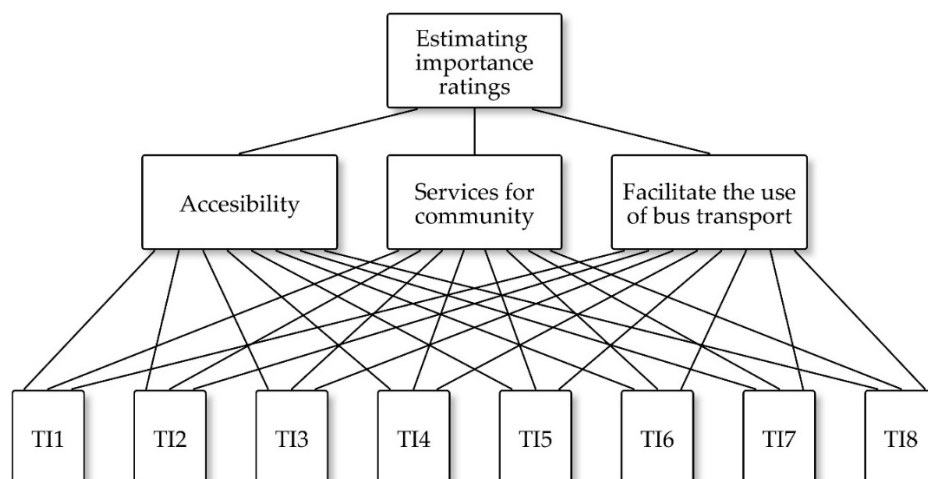 Estimating
importance
ratings
Accesibility
Services for
community
Facilitate the use
of bus transport
TI1
TI2
TI3
TI4
TI5
TI6
TI7
TI8